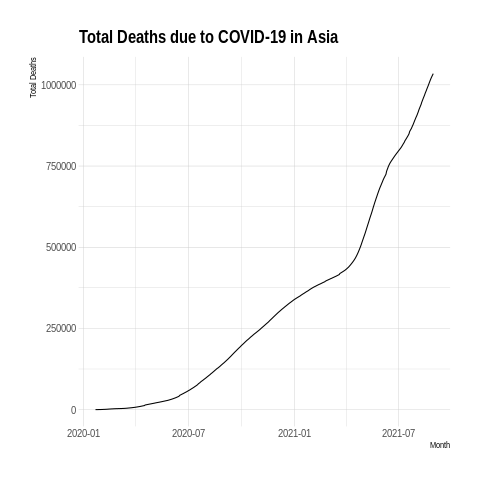 Total Deaths due to COVID-19 in Asia
Total Deaths
1000000
750000
500000
250000
0
2020-01 2020-07 2021-01 2021-07
Month